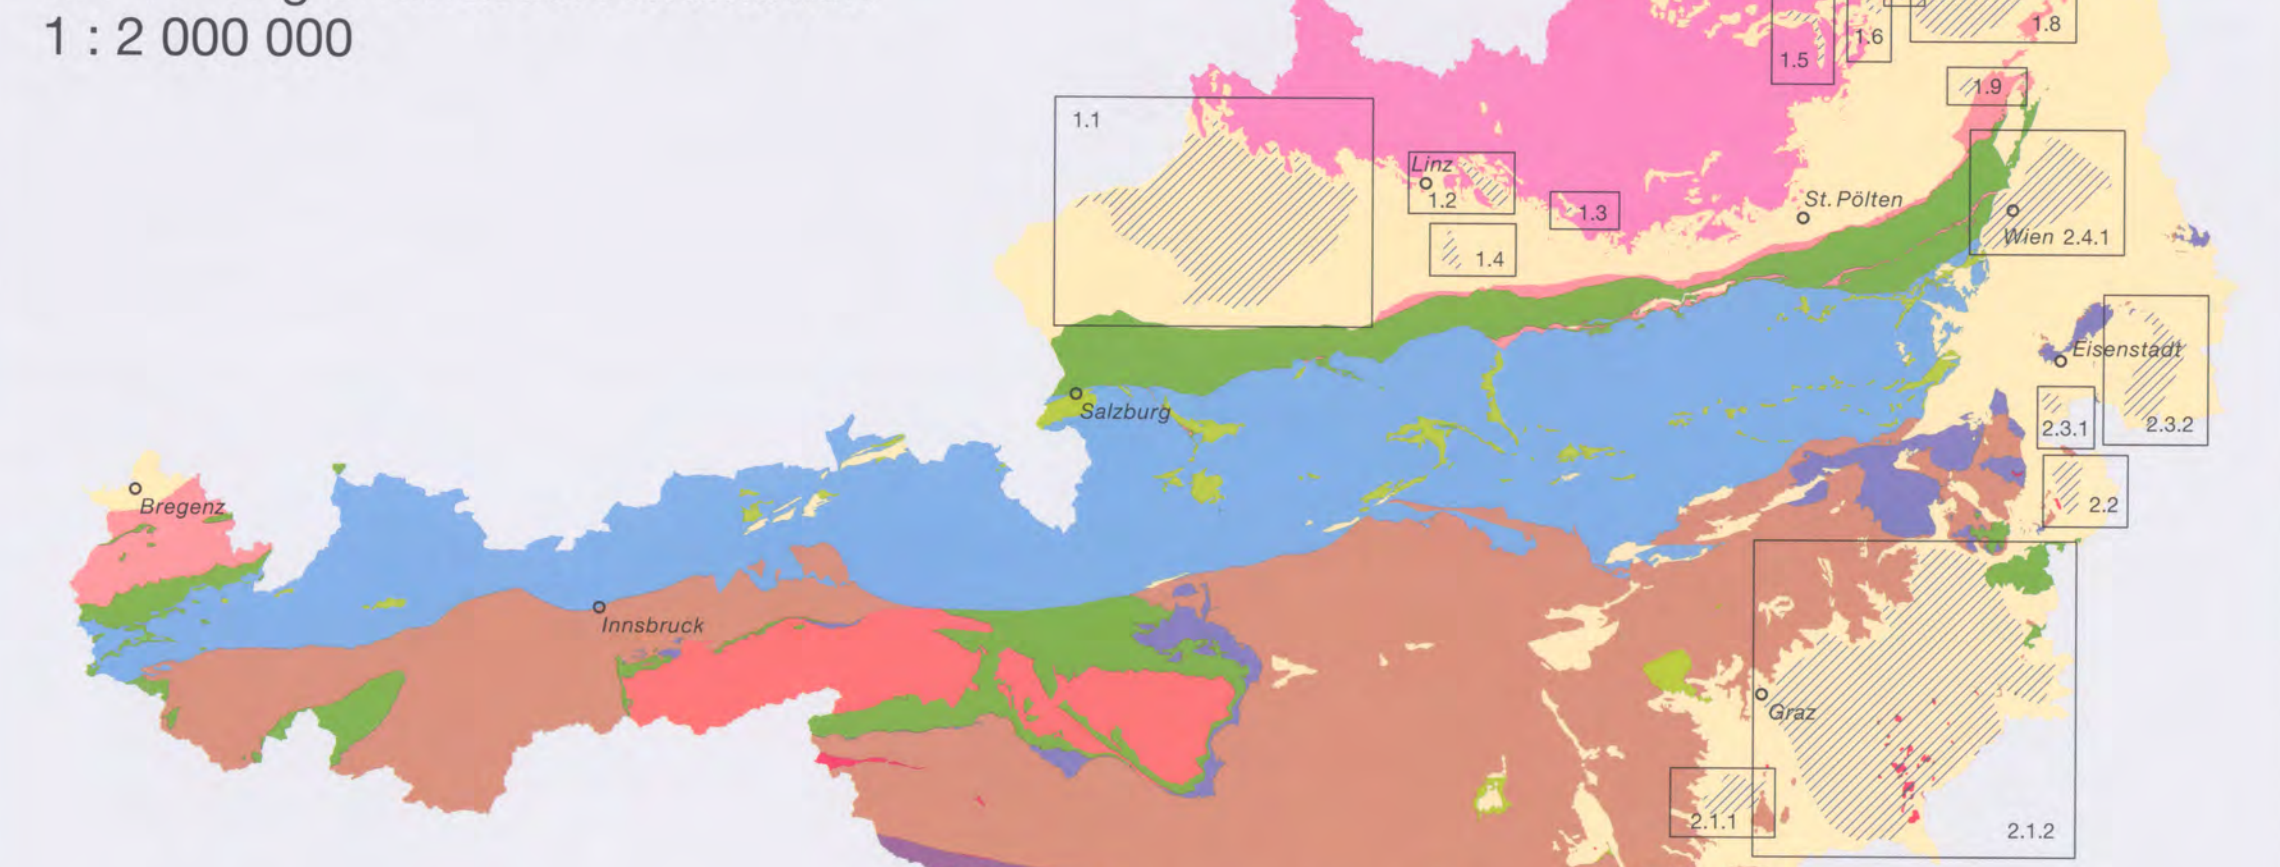 1 : 2 000 000
1.8
1.6
1.5
1.9
1.1
Linz
1.2
1.3
St. Pölten
Wien 2.4.1
1.4
Eisenstadt
Salzburg
2.3.1
2.3.2
Bregenz
2.2
Innsbruck
Graz
2.1.1
2.1.2